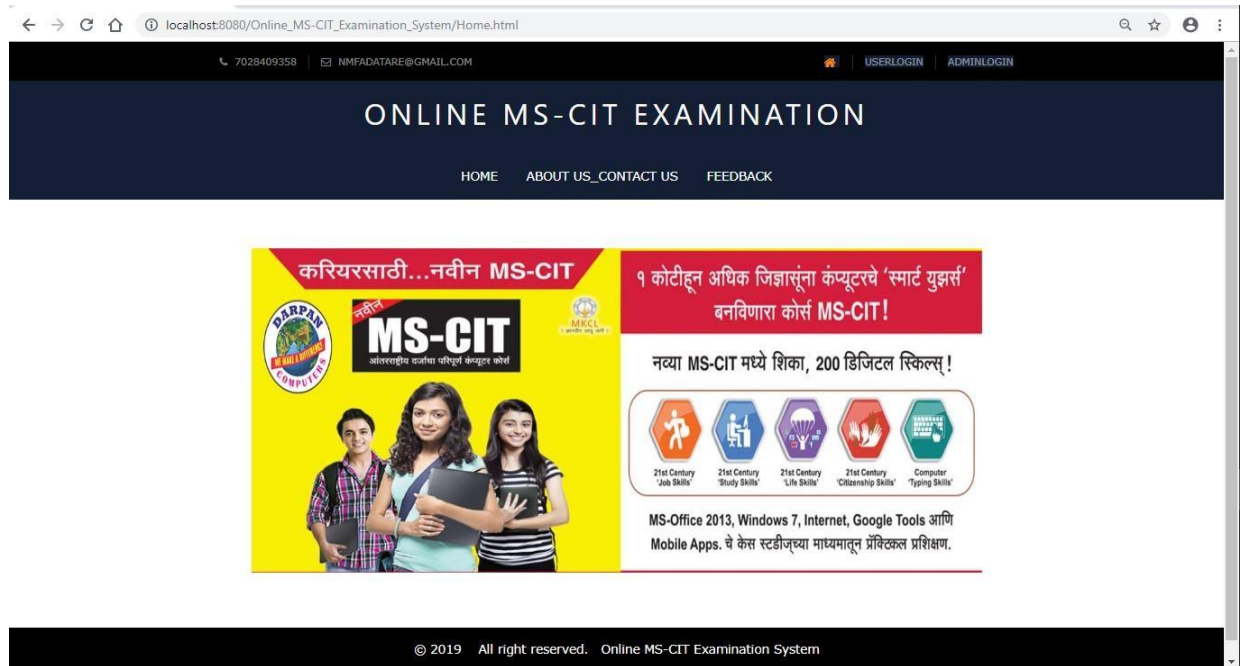 localhost:8080/Online_MS-CIT_Examination_System/Home.html
7028409358 NMFADATARE@GMAIL.COM USERLOGIN ADMINLOGIN
ONLINE MS-CIT EXAMINATION
HOME ABOUT US_CONTACT US FEEDBACK
करियरसाठी...नवीन MS-CIT
DARPAN
WE MAKE A DIFFERENCE
COMPUTERS
नवीन
MS-CIT
आंतरराष्ट्रीय दर्जाचा परिपूर्ण कंप्यूटर कोर्स
MKCL
१ कोटीहून अधिक जिज्ञासूंना कंप्यूटरचे ‘स्मार्ट युझर्स’
बनविणारा कोर्स MS-CIT!
नव्या MS-CIT मध्ये शिका, 200 डिजिटल स्किल्स् !
21st Century 21st Century 21st Century 21st Century Computer
'Job Skills' 'Study Skills' 'Life Skills' 'Citizenship Skills' 'Typing Skills'
MS-Office 2013, Windows 7, Internet, Google Tools आणि
Mobile Apps. चे केस स्टडीज्च्या माध्यमातून प्रॅक्टिकल प्रशिक्षण.
© 2019 All right reserved. Online MS-CIT Examination System